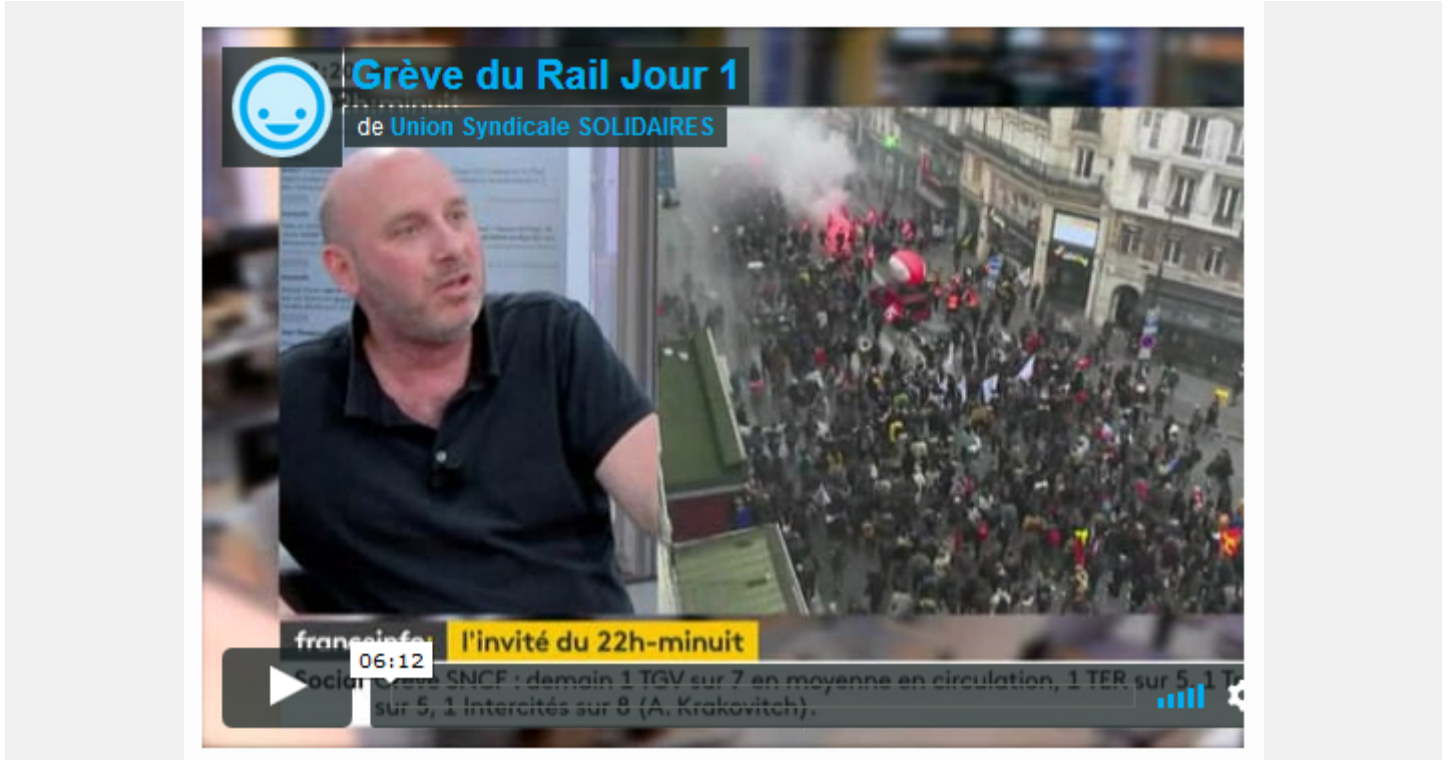 Grève du Rail Jour 1
de Union Syndicale SOLIDAIRES
franceinfo:
l'invité du 22h-minuit
06:12
Social Grève SNCF : demain 1 TGV sur 7 en moyenne en circulation, 1 TER sur 5, 1
sur 5, 1 Intercités sur 8 (A. Krakovitch).